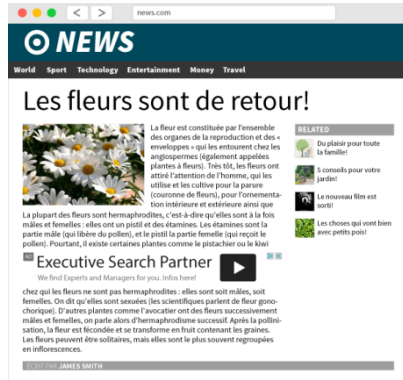 news.com
NEWS
World Sport Technology Entertainment Money Travel
Les fleurs sont de retour!
La fleur est constituée par l'ensemble
des organes de la reproduction et des «
enveloppes » qui les entourent chez les
angiospermes (également appelées
plantes à fleurs). Très tôt, les fleurs ont
attiré l'attention de l'homme, qui les
utilise et les cultive pour la parure
(couronne de fleurs), pour l'ornementa-
tion intérieure et extérieure ainsi que
La plupart des fleurs sont hermaphrodites, c'est-à-dire qu'elles sont à la fois
mâles et femelles : elles ont un pistil et des étamines. Les étamines sont la
partie mâle (qui libère du pollen), et le pistil la partie femelle (qui reçoit le
pollen). Pourtant, il existe certaines plantes comme le pistachier ou le kiwi
AD
Executive Search Partner
We find Experts and Managers for you. Infos here!
chez qui les fleurs ne sont pas hermaphrodites : elles sont soit mâles, soit
femelles. On dit qu'elles sont sexuées (les scientifiques parlent de fleur gono-
chorique). D'autres plantes comme l'avocatier ont des fleurs successivement
mâles et femelles, on parle alors d'hermaphrodisme successif. Après la pollini-
sation, la fleur est fécondée et se transforme en fruit contenant les graines.
Les fleurs peuvent être solitaires, mais elles sont le plus souvent regroupées
en inflorescences.
ÉCRIT PAR JAMES SMITH
RELATED
Du plaisir pour toute
la famille!
5 conseils pour votre
jardin!
Le nouveau film est
sorti!
Les choses qui vont bien
avec petits pois!